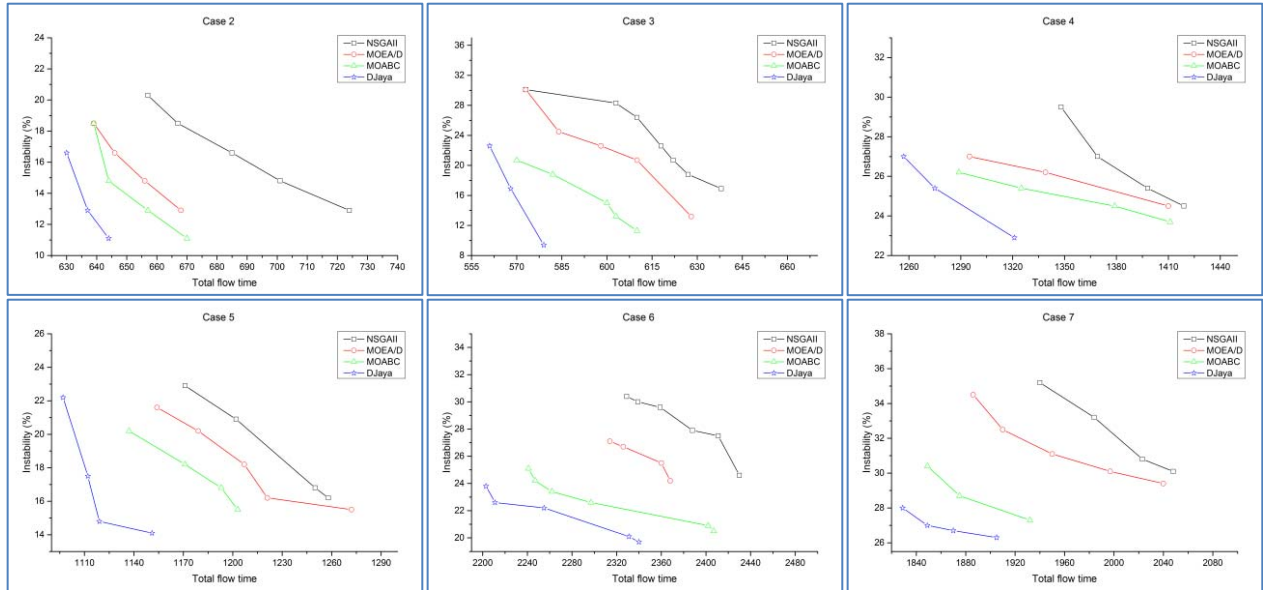 Case 2
NSGAII
MOEA/D
MOABC
DJaya
Instability (%)
24
22
20
18
16
14
12
10
630 640 650 660 670 680 690 700 710 720 730 740
Total flow time
Case 3
NSGAII
MOEA/D
MOABC
DJaya
Instability (%)
36
32
28
24
20
16
12
8
555 570 585 600 615 630 645 660
Total flow time
Case 4
NSGAII
MOEA/D
MOABC
DJaya
Instability (%)
32
30
28
26
24
22
1260 1290 1320 1350 1380 1410 1440
Total flow time
Case 5
NSGAII
MOEA/D
MOABC
DJaya
Instability (%)
26
24
22
20
18
16
14
1110 1140 1170 1200 1230 1260 1290
Total flow time
Case 6
NSGAII
MOEA/D
MOABC
DJaya
Instability (%)
34
32
30
28
26
24
22
20
2200 2240 2280 2320 2360 2400 2440 2480
Total flow time
Case 7
NSGAII
MOEA/D
MOABC
DJaya
Instability (%)
38
36
34
32
30
28
26
1840 1880 1920 1960 2000 2040 2080
Total flow time